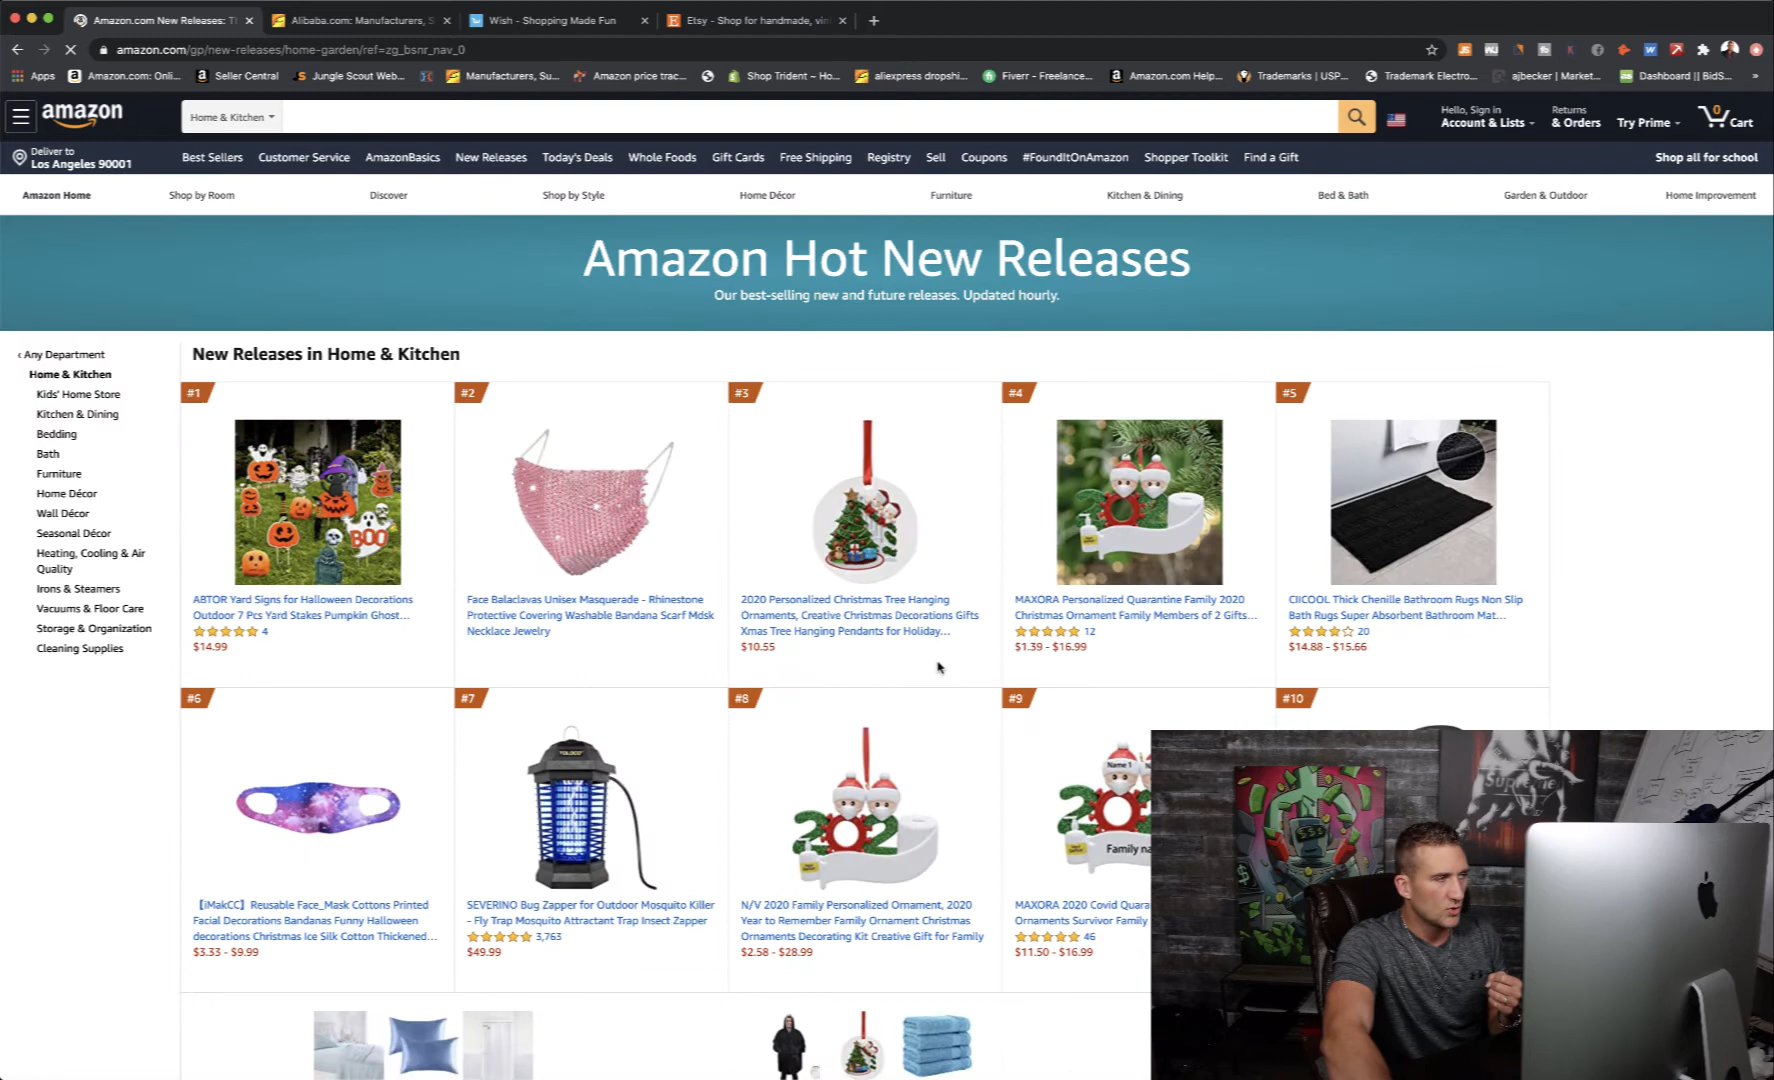 Amazon.com New Releases: T
Alibaba.com: Manufacturers, S
Wish - Shopping Made Fun
Etsy - Shop for handmade, vin
amazon.com/gp/new-releases/home-garden/ref=zg_bsnr_nav_0
Apps
Amazon.com: Onli...
Seller Central
Jungle Scout Web...
Manufacturers, Su...
Amazon price trac...
Shop Trident – Ho...
aliexpress dropshi...
Fiverr - Freelance...
Amazon.com Help...
Trademarks | USP...
Trademark Electro...
ajbecker | Market...
Dashboard || BidS...
amazon
Home & Kitchen
Hello, Sign in
Account & Lists
Returns
& Orders
Try Prime
0
Cart
Deliver to
Los Angeles 90001
Best Sellers
Customer Service
AmazonBasics
New Releases
Today's Deals
Whole Foods
Gift Cards
Free Shipping
Registry
Sell
Coupons
#FoundItOnAmazon
Shopper Toolkit
Find a Gift
Shop all for school
Amazon Home
Shop by Room
Discover
Shop by Style
Home Décor
Furniture
Kitchen & Dining
Bed & Bath
Garden & Outdoor
Home Improvement
Amazon Hot New Releases
Our best-selling new and future releases. Updated hourly.
‹ Any Department
Home & Kitchen
Kids' Home Store
Kitchen & Dining
Bedding
Bath
Furniture
Home Décor
Wall Décor
Seasonal Décor
Heating, Cooling & Air
Quality
Irons & Steamers
Vacuums & Floor Care
Storage & Organization
Cleaning Supplies
New Releases in Home & Kitchen
#1
BOO
ABTOR Yard Signs for Halloween Decorations
Outdoor 7 Pcs Yard Stakes Pumpkin Ghost...
4
$14.99
#2
Face Balaclavas Unisex Masquerade - Rhinestone
Protective Covering Washable Bandana Scarf Mdsk
Necklace Jewelry
#3
2020 Personalized Christmas Tree Hanging
Ornaments, Creative Christmas Decorations Gifts
Xmas Tree Hanging Pendants for Holiday...
$10.55
#4
MAXORA Personalized Quarantine Family 2020
Christmas Ornament Family Members of 2 Gifts...
12
$1.39 - $16.99
#5
CIICOOL Thick Chenille Bathroom Rugs Non Slip
Bath Rugs Super Absorbent Bathroom Mat...
20
$14.88 - $15.66
#6
【iMakCC】Reusable Face_Mask Cottons Printed
Facial Decorations Bandanas Funny Halloween
decorations Christmas Ice Silk Cotton Thickened...
$3.33 - $9.99
#7
SEVERINO Bug Zapper for Outdoor Mosquito Killer
- Fly Trap Mosquito Attractant Trap Insect Zapper
3,763
$49.99
#8
N/V 2020 Family Personalized Ornament, 2020
Year to Remember Family Ornament Christmas
Ornaments Decorating Kit Creative Gift for Family
$2.58 - $28.99
#9
Name 1
Family na
MAXORA 2020 Covid Quara
Ornaments Survivor Family
46
$11.50 - $16.99
#10
Supreme